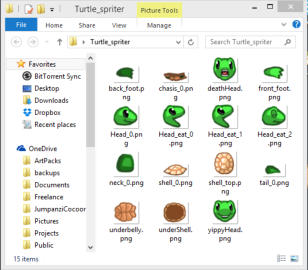 Turtle_spriter
Picture Tools
File
Home
Share
View
Manage
Turtle_spriter
Search Turtle_spriter
Favorites
BitTorrent Sync
Desktop
Downloads
Dropbox
Recent places
OneDrive
ArtPacks
backups
Documents
Freelance
JumpanziCocoon
Pictures
Projects
Public
back_foot.png
chasis_0.png
deathHead.
png
front_foot.
png
Head_0.pn
g
Head_eat_0
.png
Head_eat_1
.png
Head_eat_2
.png
neck_0.png
shell_0.png
shell_top.pn
g
tail_0.png
underbelly.
png
underShell.
png
yippyHead.
png
15 items